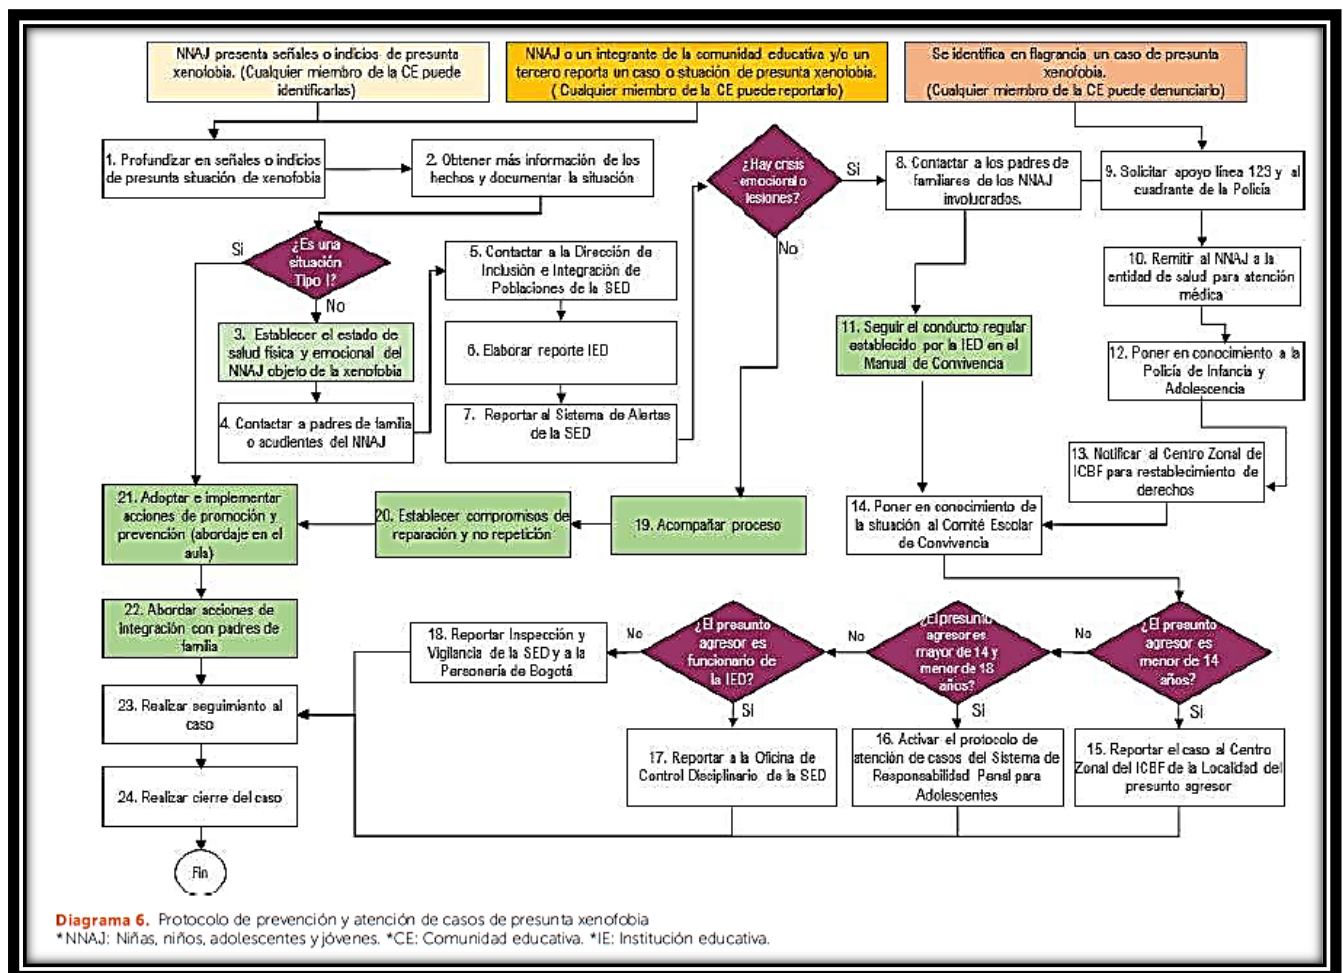 NNAJ presenta señales o indicios de presunta
xenofobia. (Cualquier miembro de la CE puede
identificarlas)
NNAJ o un integrante de la comunidad educativa y/o un
tercero reporta un caso o situación de presunta xenofobia.
( Cualquier miembro de la CE puede reportarlo)
Se identifica en flagrancia un caso de presunta
xenofobia.
(Cualquier miembro de la CE puede denunciarlo)
1. Profundizar en señales o indicios
de presunta situación de xenofobia
2. Obtener más información de los
hechos y documentar la situación
¿Hay crisis
emocional o
lesiones?
Si
No
8. Contactar a los padres de
familiares de los NNAJ
involucrados.
9. Solicitar apoyo línea 123 y al
cuadrante de la Policía
¿Es una
situación
Tipo I?
Si
No
5. Contactar a la Dirección de
Inclusión e Integración de
Poblaciones de la SED
10. Remitir al NNAJ a la
entidad de salud para atención
médica
3. Establecer el estado de
salud física y emocional del
NNAJ objeto de la xenofobia
6. Elaborar reporte IED
11. Seguir el conducto regular
establecido por la IED en el
Manual de Convivencia
12. Poner en conocimiento a la
Policía de Infancia y
Adolescencia
4. Contactar a padres de familia
o acudientes del NNAJ
7. Reportar al Sistema de Alertas
de la SED
13. Notificar al Centro Zonal de
ICBF para restablecimiento de
derechos
21. Adoptar e implementar
acciones de promoción y
prevención (abordaje en el
aula)
20. Establecer compromisos de
reparación y no repetición
19. Acompañar proceso
14. Poner en conocimiento de
la situación al Comité Escolar
de Convivencia
22. Abordar acciones de
integración con padres de
familia
18. Reportar Inspección y
Vigilancia de la SED y a la
Personería de Bogotá
No
¿El presunto
agresor es
funcionario de
la IED?
Si
No
¿El presunto
agresor es
mayor de 14 y
menor de 18
años?
Si
No
¿El presunto
agresor es
menor de 14
años?
Si
23. Realizar seguimiento al
caso
17. Reportar a la Oficina de
Control Disciplinario de la SED
16. Activar el protocolo de
atención de casos del Sistema de
Responsabilidad Penal para
Adolescentes
15. Reportar el caso al Centro
Zonal del ICBF de la Localidad del
presunto agresor
24. Realizar cierre del caso
Fin
Diagrama 6. Protocolo de prevención y atención de casos de presunta xenofobia
*NNAJ: Niñas, niños, adolescentes y jóvenes. *CE: Comunidad educativa. *IE: Institución educativa.